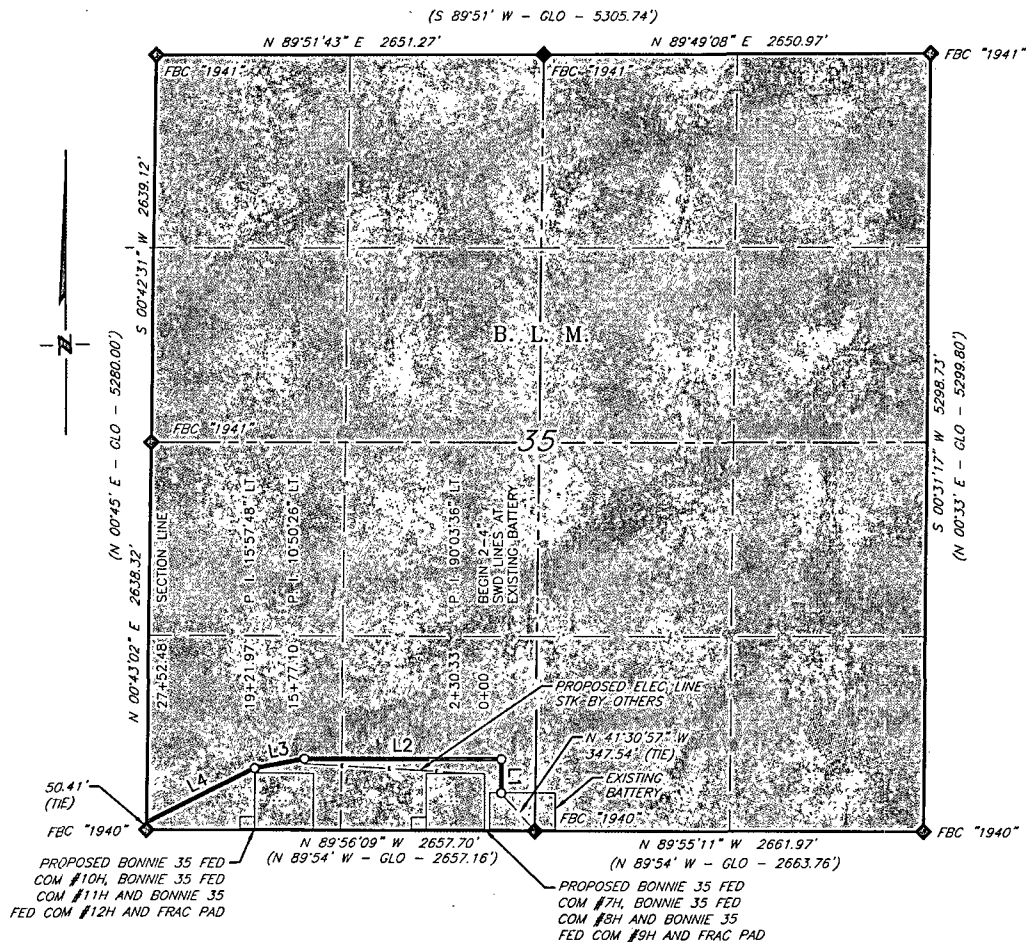 (S 89°51' W - GLO - 5305.74')
N 89°51'43" E 2651.27'
N 89°49'08" E 2650.97'
FBC "1941"
FBC "1941"
FBC "1941"
S 00°42'31" W 2639.12'
(N 00°45' E - GLO - 5280.00')
B. L. M.
S 00°31'17" W 5298.73'
(N 00°33' E - GLO - 5299.80')
FBC "1941"
35
N 00°43'02" E 2638.32'
27+52.48' SECTION LINE
19+21.97' P. I. 15°57'48" LT.
15+77.10' P. I. 10°50'26" LT.
2+30.33' P. I. 90°03'36" LT.
0+00 BEGIN 2-4"
SWD LINES AT
EXISTING BATTERY
PROPOSED ELEC LINE
STK BY OTHERS
N 41°30'57" W
347.54' (TIE)
EXISTING
BATTERY
L4
L3
L2
L1
50.41'
(TIE)
FBC "1940"
FBC "1940"
FBC "1940"
N 89°56'09" W 2657.70'
(N 89°54' W - GLO - 2657.16')
N 89°55'11" W 2661.97'
(N 89°54' W - GLO - 2663.76')
PROPOSED BONNIE 35 FED
COM #10H, BONNIE 35 FED
COM #11H AND BONNIE 35
FED COM #12H AND FRAC PAD
PROPOSED BONNIE 35 FED
COM #7H, BONNIE 35 FED
COM #8H AND BONNIE 35
FED COM #9H AND FRAC PAD